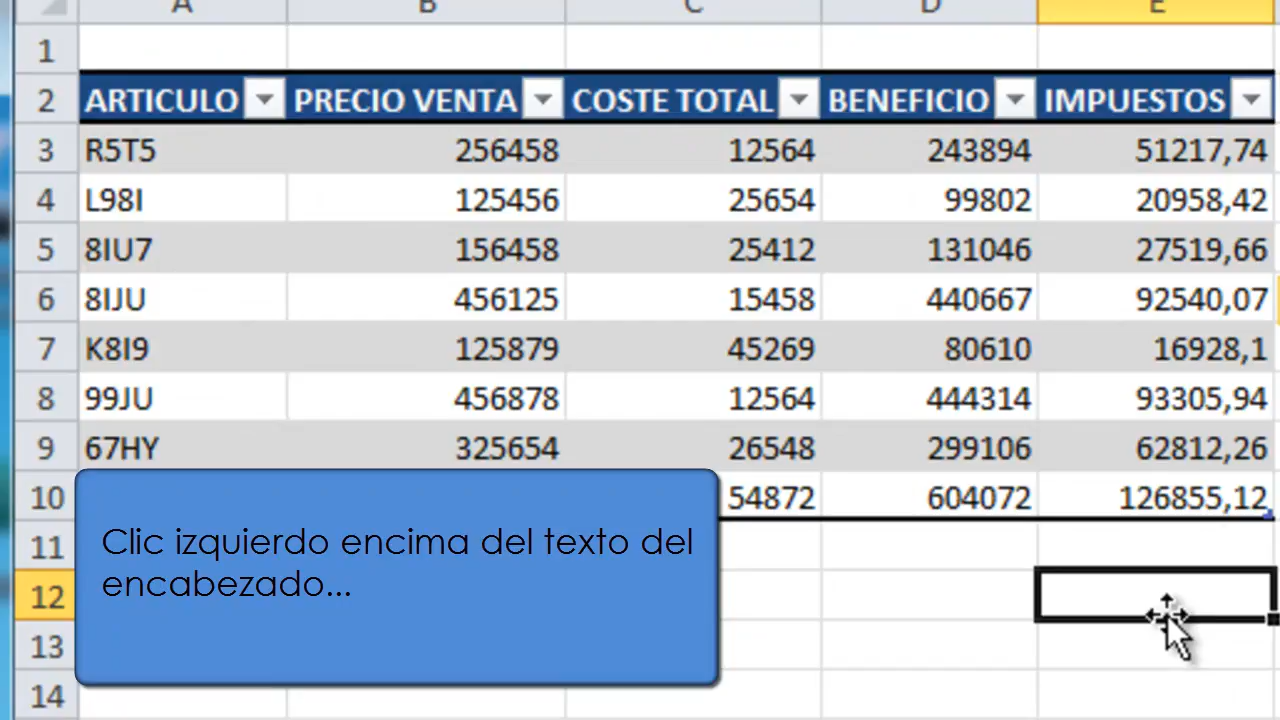 A B C D E
1
2 ARTICULO PRECIO VENTA COSTE TOTAL BENEFICIO IMPUESTOS
3 R5T5 256458 12564 243894 51217,74
4 L98I 125456 25654 99802 20958,42
5 8IU7 156458 25412 131046 27519,66
6 8IJU 456125 15458 440667 92540,07
7 K8I9 125879 45269 80610 16928,1
8 99JU 456878 12564 444314 93305,94
9 67HY 325654 26548 299106 62812,26
10 54872 604072 126855,12
11
Clic izquierdo encima del texto del
encabezado...
12
13
14